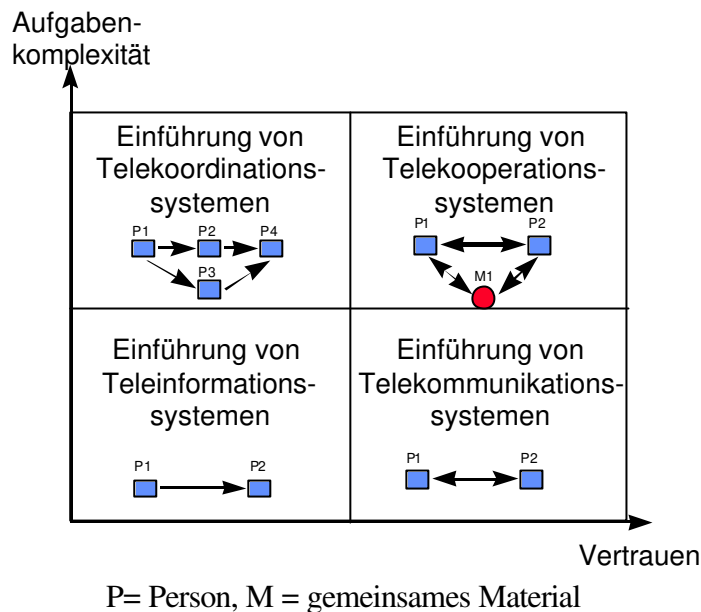 Aufgaben-
komplexität
Einführung von
Telekoordinations-
systemen
P1 P2 P4
P3
Einführung von
Telekooperations-
systemen
P1 P2
M1
Einführung von
Teleinformations-
systemen
P1 P2
Einführung von
Telekommunikations-
systemen
P1 P2
Vertrauen
P= Person, M = gemeinsames Material